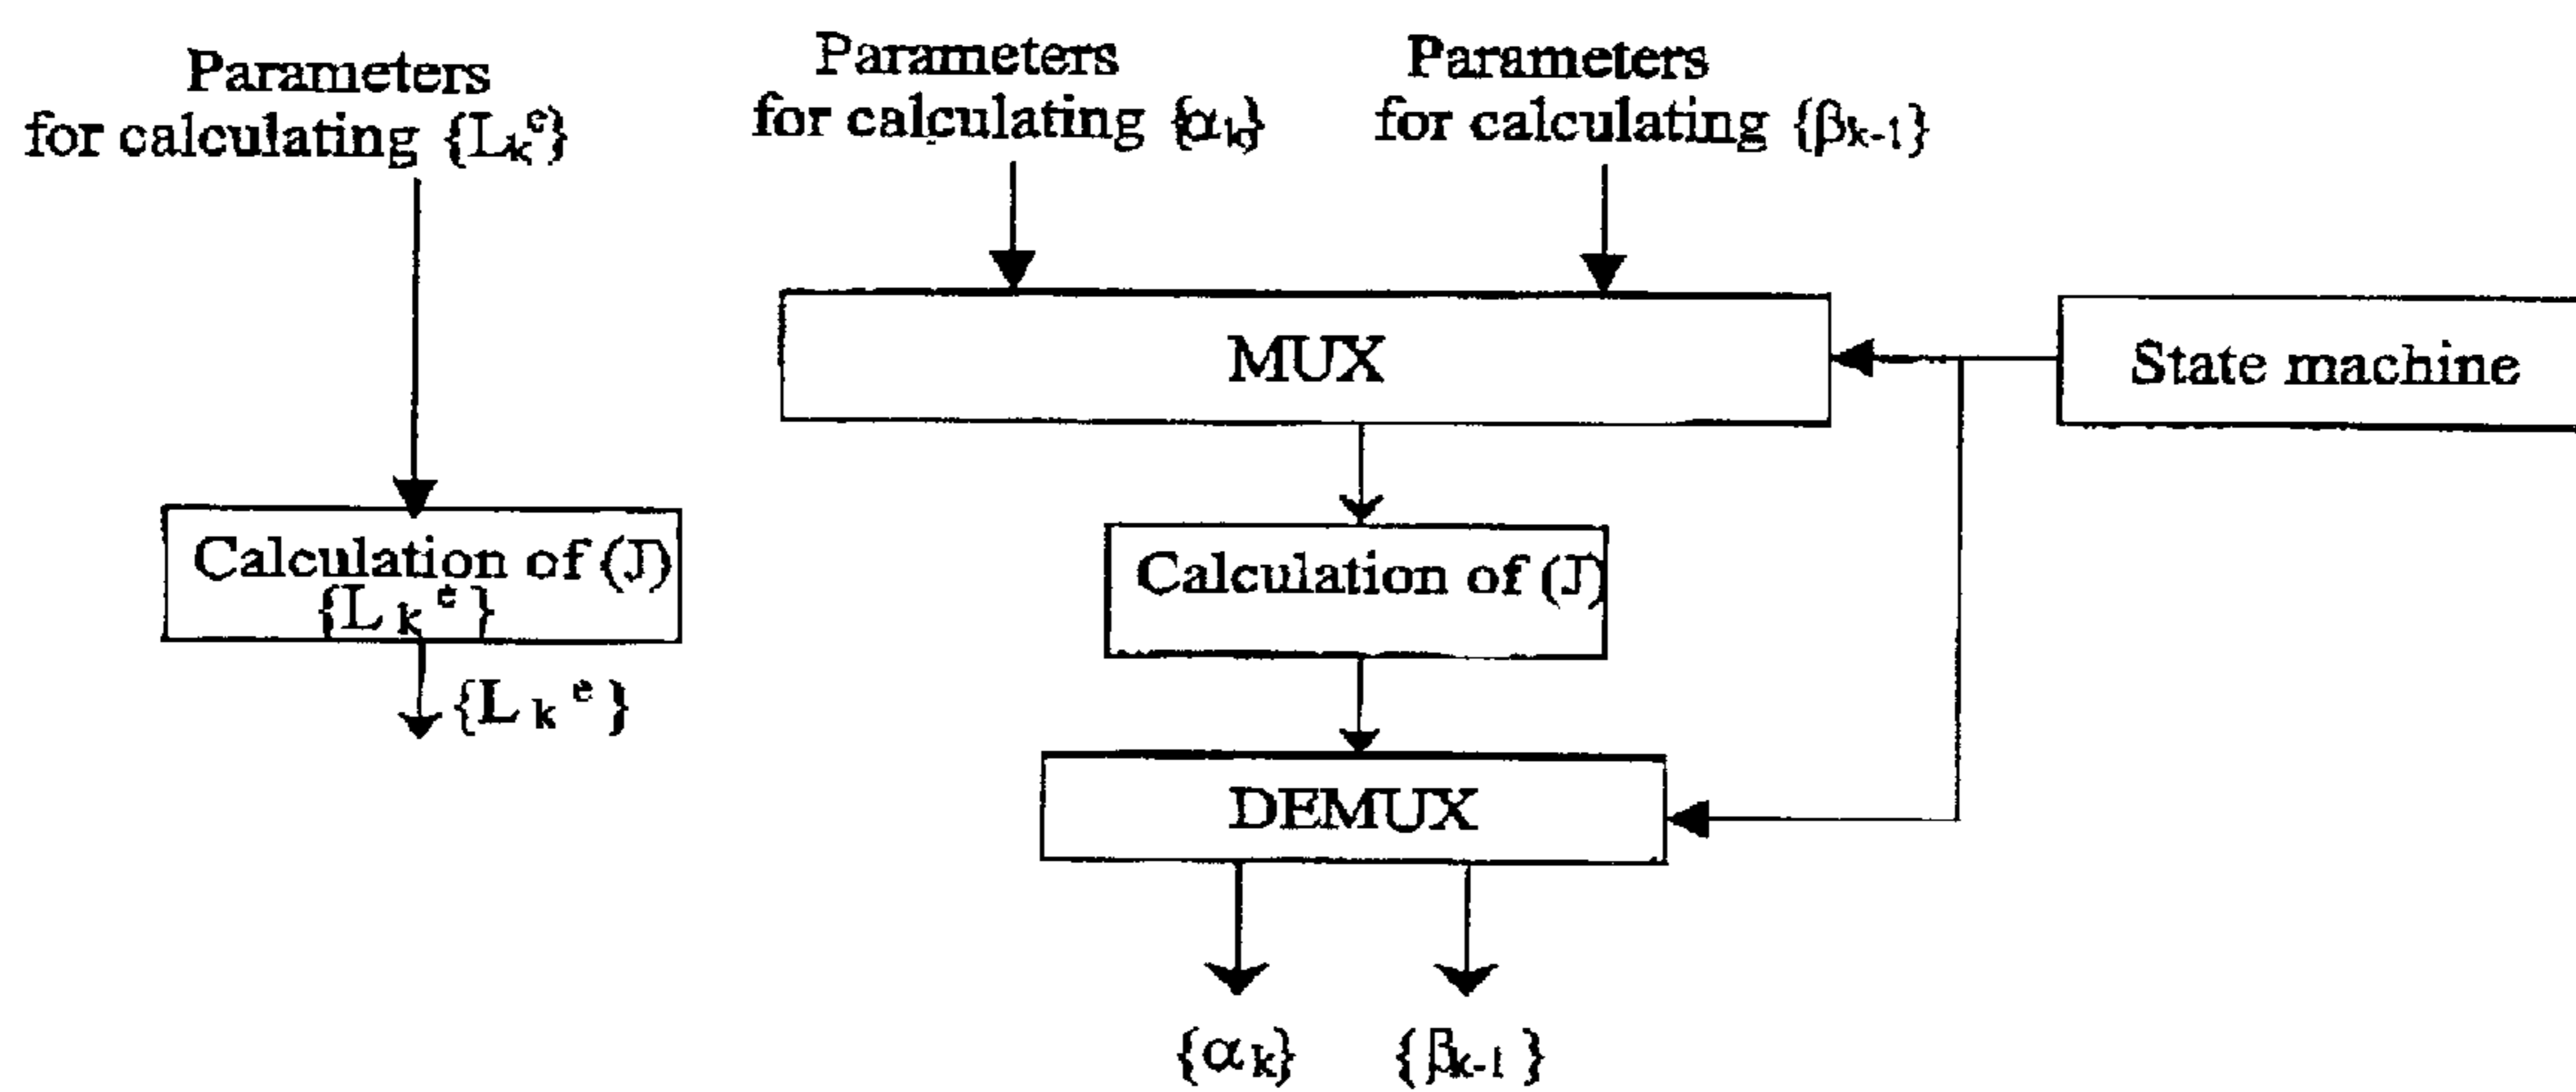 Parameters
for calculating {Lₖᵉ}
Parameters
for calculating {αₖ}
Parameters
for calculating {βₖ₋₁}
MUX
State machine
Calculation of (J)
{Lₖᵉ}
Calculation of (J)
{Lₖᵉ}
DEMUX
{αₖ}
{βₖ₋₁}